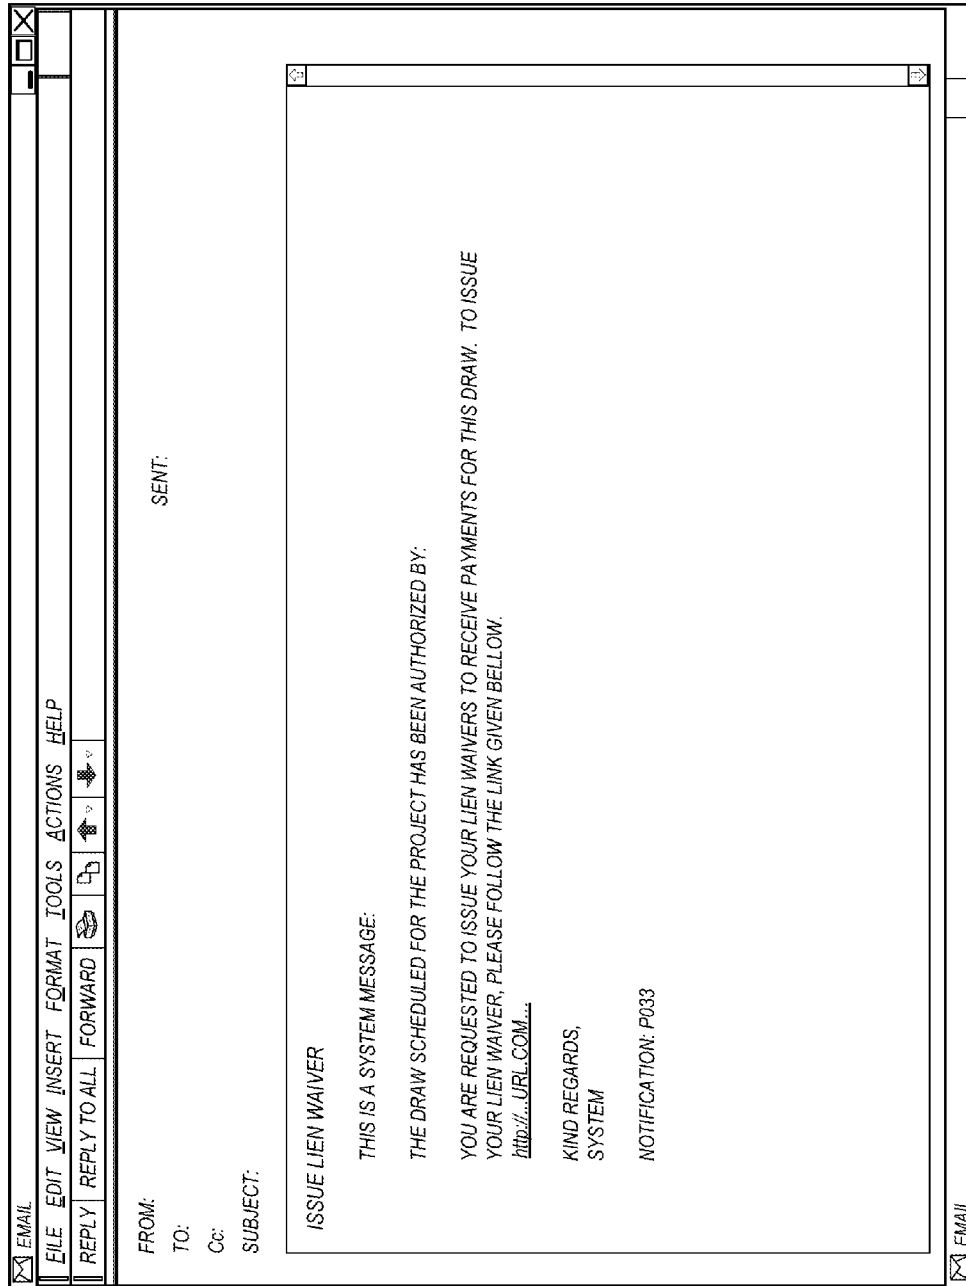 EMAIL
FILE EDIT VIEW INSERT FORMAT TOOLS ACTIONS HELP
REPLY REPLY TO ALL FORWARD
FROM: SENT:
TO:
Cc:
SUBJECT:
ISSUE LIEN WAIVER
THIS IS A SYSTEM MESSAGE:
THE DRAW SCHEDULED FOR THE PROJECT HAS BEEN AUTHORIZED BY:
YOU ARE REQUESTED TO ISSUE YOUR LIEN WAIVERS TO RECEIVE PAYMENTS FOR THIS DRAW. TO ISSUE
YOUR LIEN WAIVER, PLEASE FOLLOW THE LINK GIVEN BELLOW.
http://...URL.COM...
KIND REGARDS,
SYSTEM
NOTIFICATION: P033
EMAIL